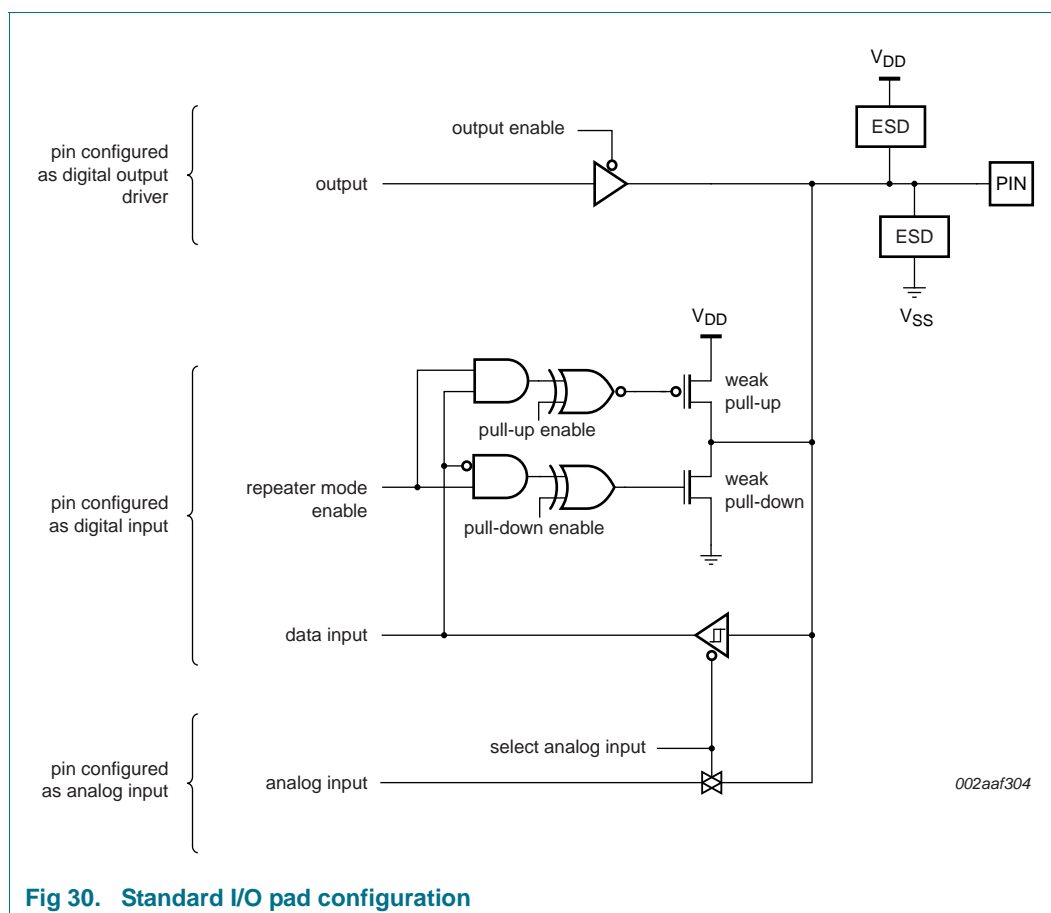 VDD
ESD
output enable
pin configured
as digital output
driver
output
PIN
ESD
VSS
VDD
weak
pull-up
pull-up enable
repeater mode
enable
weak
pull-down
pull-down enable
pin configured
as digital input
data input
select analog input
pin configured
as analog input
analog input
002aaf304
Fig 30. Standard I/O pad configuration